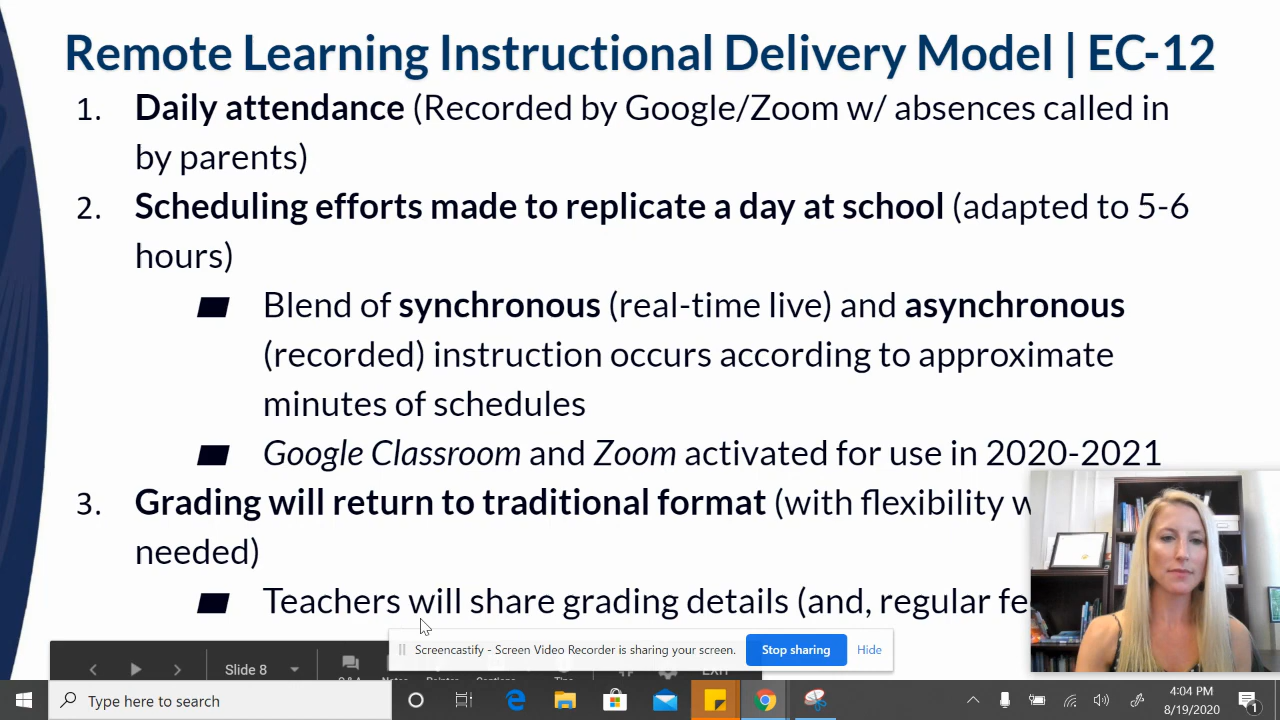 Remote Learning Instructional Delivery Model | EC-12
1. Daily attendance (Recorded by Google/Zoom w/ absences called in
by parents)
2. Scheduling efforts made to replicate a day at school (adapted to 5-6
hours)
Blend of synchronous (real-time live) and asynchronous
(recorded) instruction occurs according to approximate
minutes of schedules
Google Classroom and Zoom activated for use in 2020-2021
3. Grading will return to traditional format (with flexibility
needed)
Teachers will share grading details (and, regular
Screencastify - Screen Video Recorder is sharing your screen.
Stop sharing
Hide
Slide 8
Type here to search
4:04 PM
8/19/2020
1